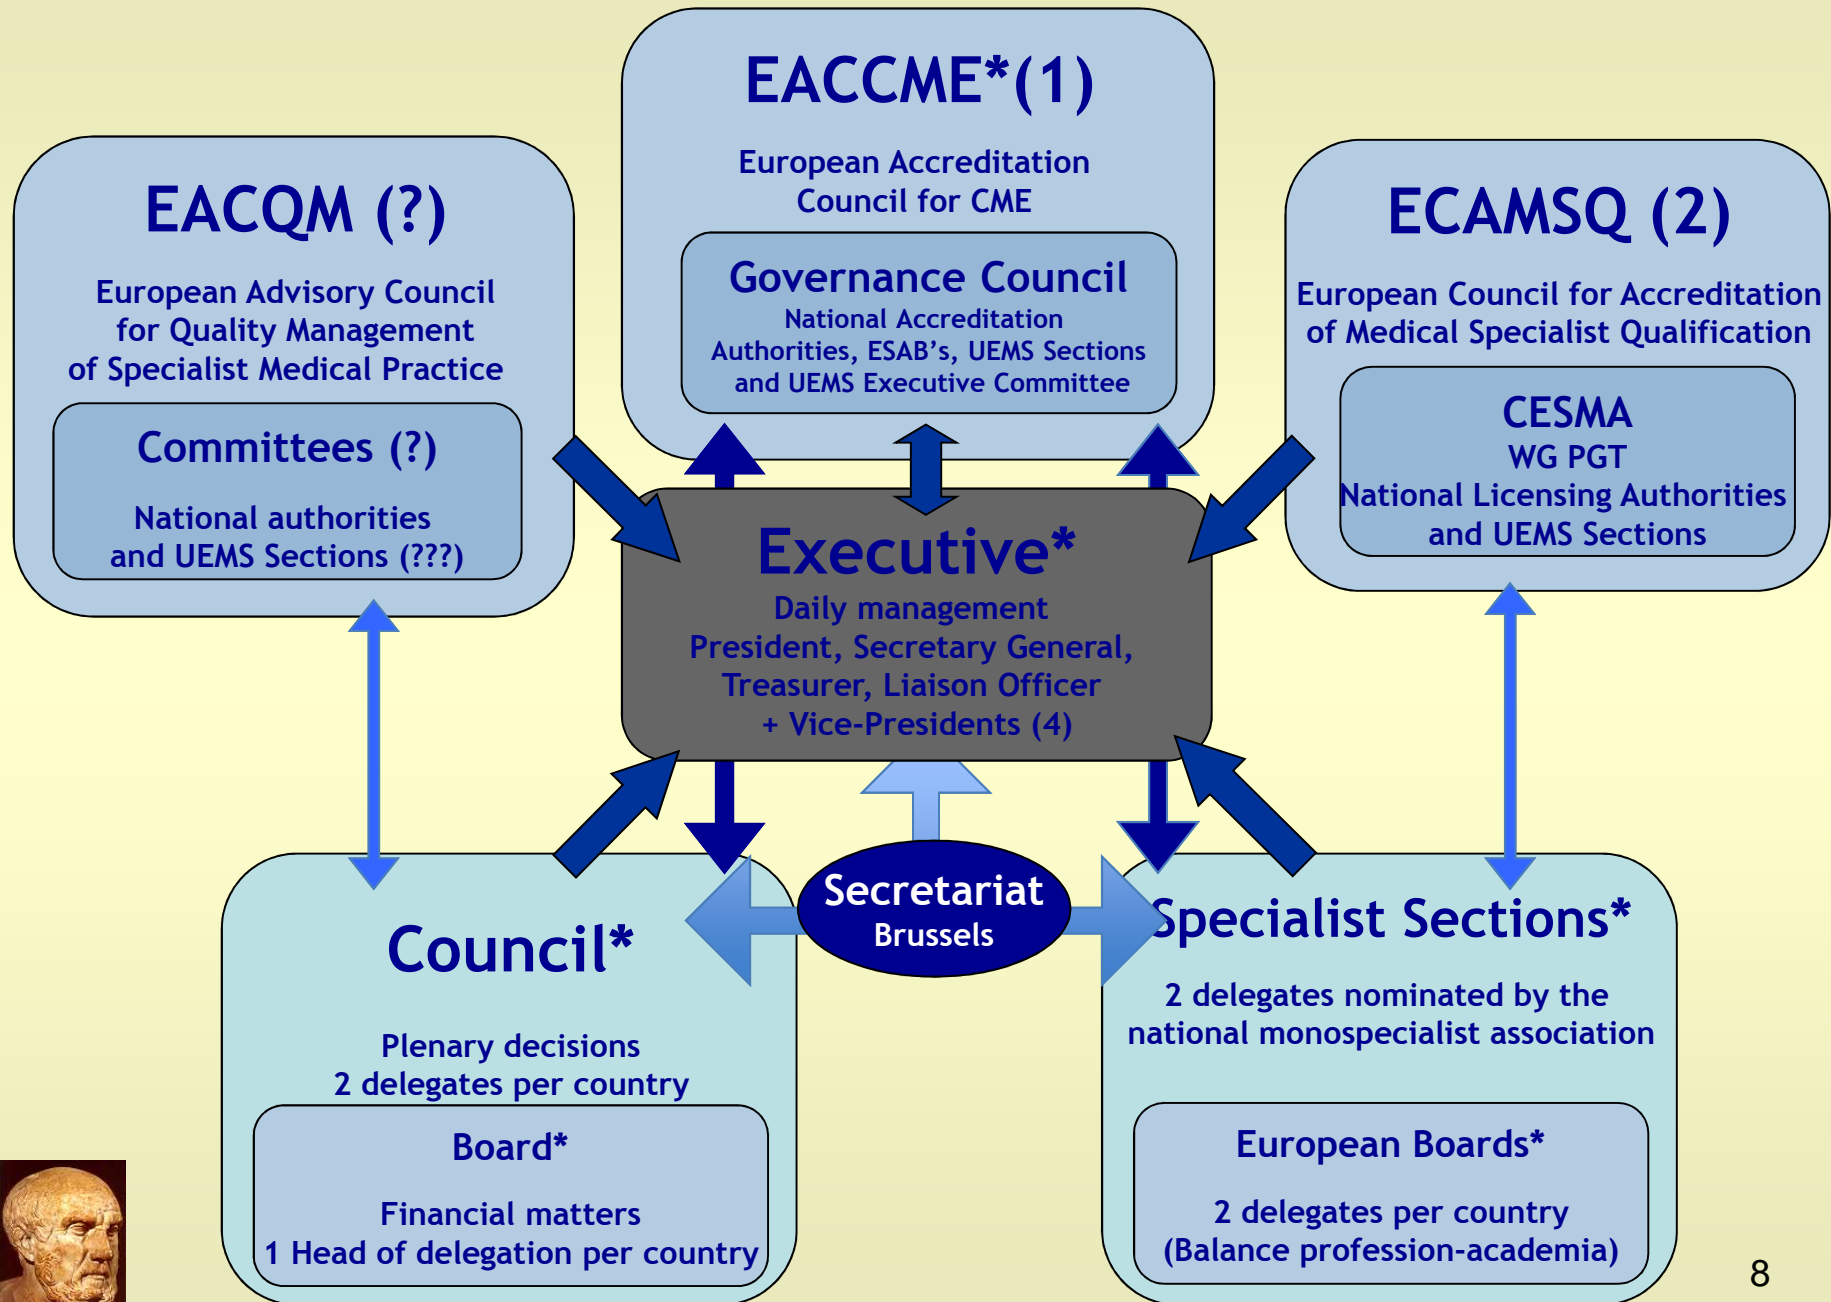 EACCME*(1)
European Accreditation
Council for CME
Governance Council
National Accreditation
Authorities, ESAB's, UEMS Sections
and UEMS Executive Committee
EACQM (?)
European Advisory Council
for Quality Management
of Specialist Medical Practice
Committees (?)
National authorities
and UEMS Sections (???)
ECAMSQ (2)
European Council for Accreditation
of Medical Specialist Qualification
CESMA
WG PGT
National Licensing Authorities
and UEMS Sections
Executive*
Daily management
President, Secretary General,
Treasurer, Liaison Officer
+ Vice-Presidents (4)
Secretariat
Brussels
Council*
Plenary decisions
2 delegates per country
Board*
Financial matters
1 Head of delegation per country
Specialist Sections*
2 delegates nominated by the
national monospecialist association
European Boards*
2 delegates per country
(Balance profession-academia)
8